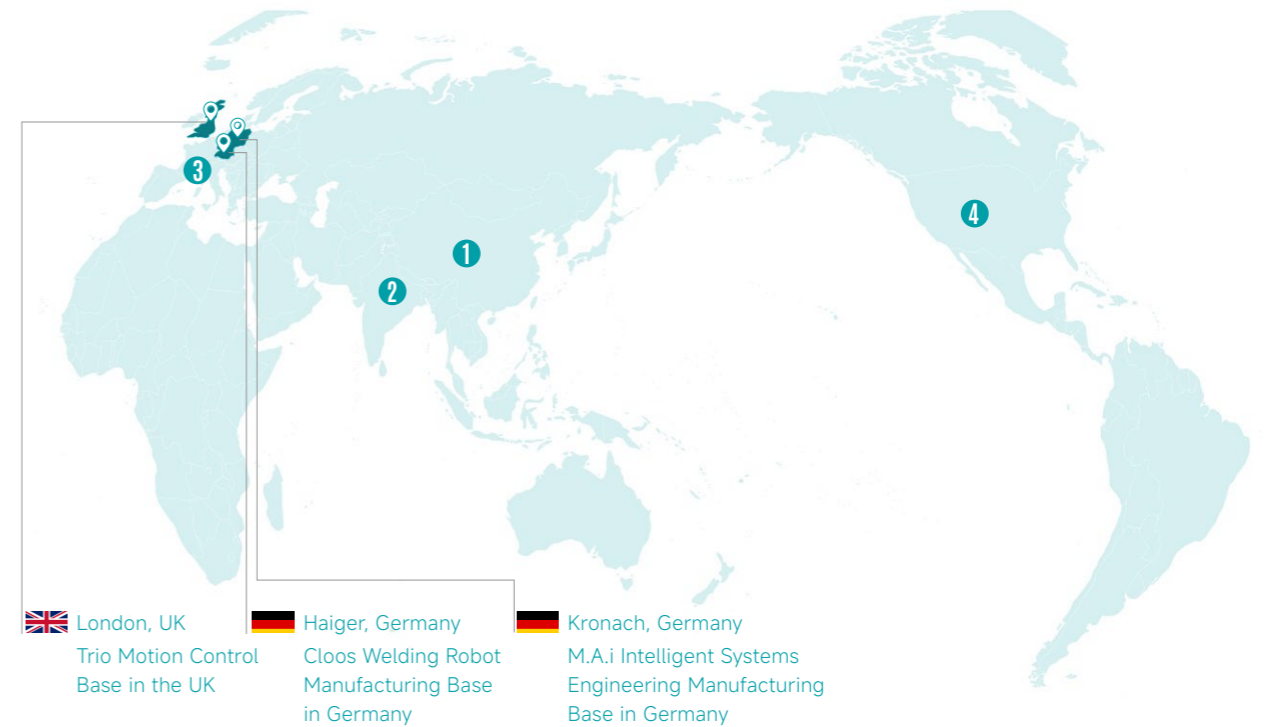 3
4
1
2
London, UK
Trio Motion Control
Base in the UK
Haiger, Germany
Cloos Welding Robot
Manufacturing Base
in Germany
Kronach, Germany
M.A.i Intelligent Systems
Engineering Manufacturing
Base in Germany